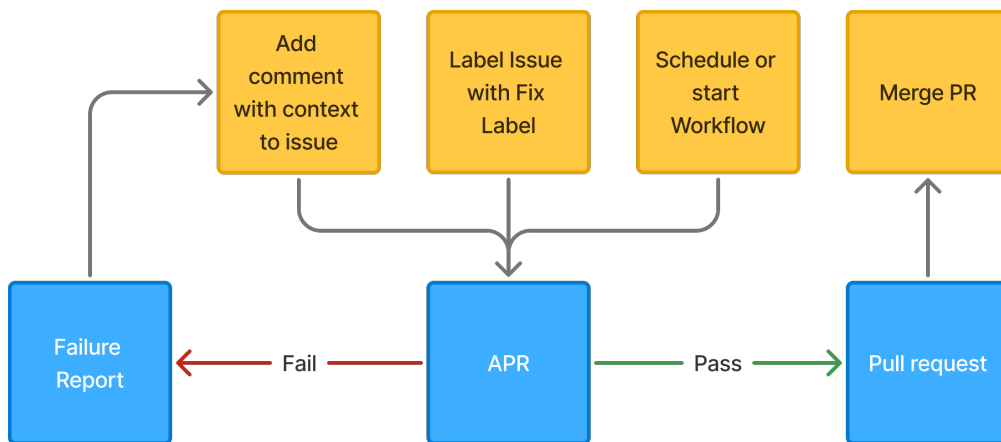 Add
comment
with context
to issue
Label Issue
with Fix
Label
Schedule or
start
Workflow
Merge PR
Failure
Report
Fail
APR
Pass
Pull request